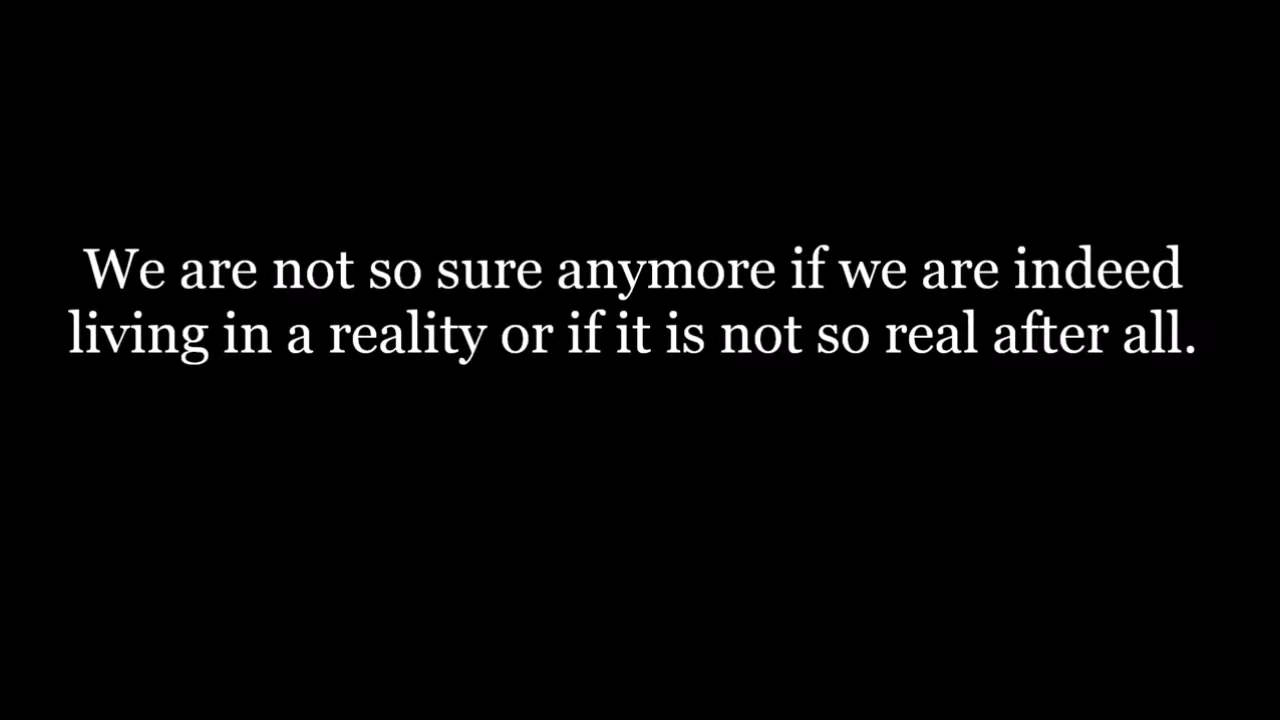 We are not so sure anymore if we are indeed
living in a reality or if it is not so real after all.